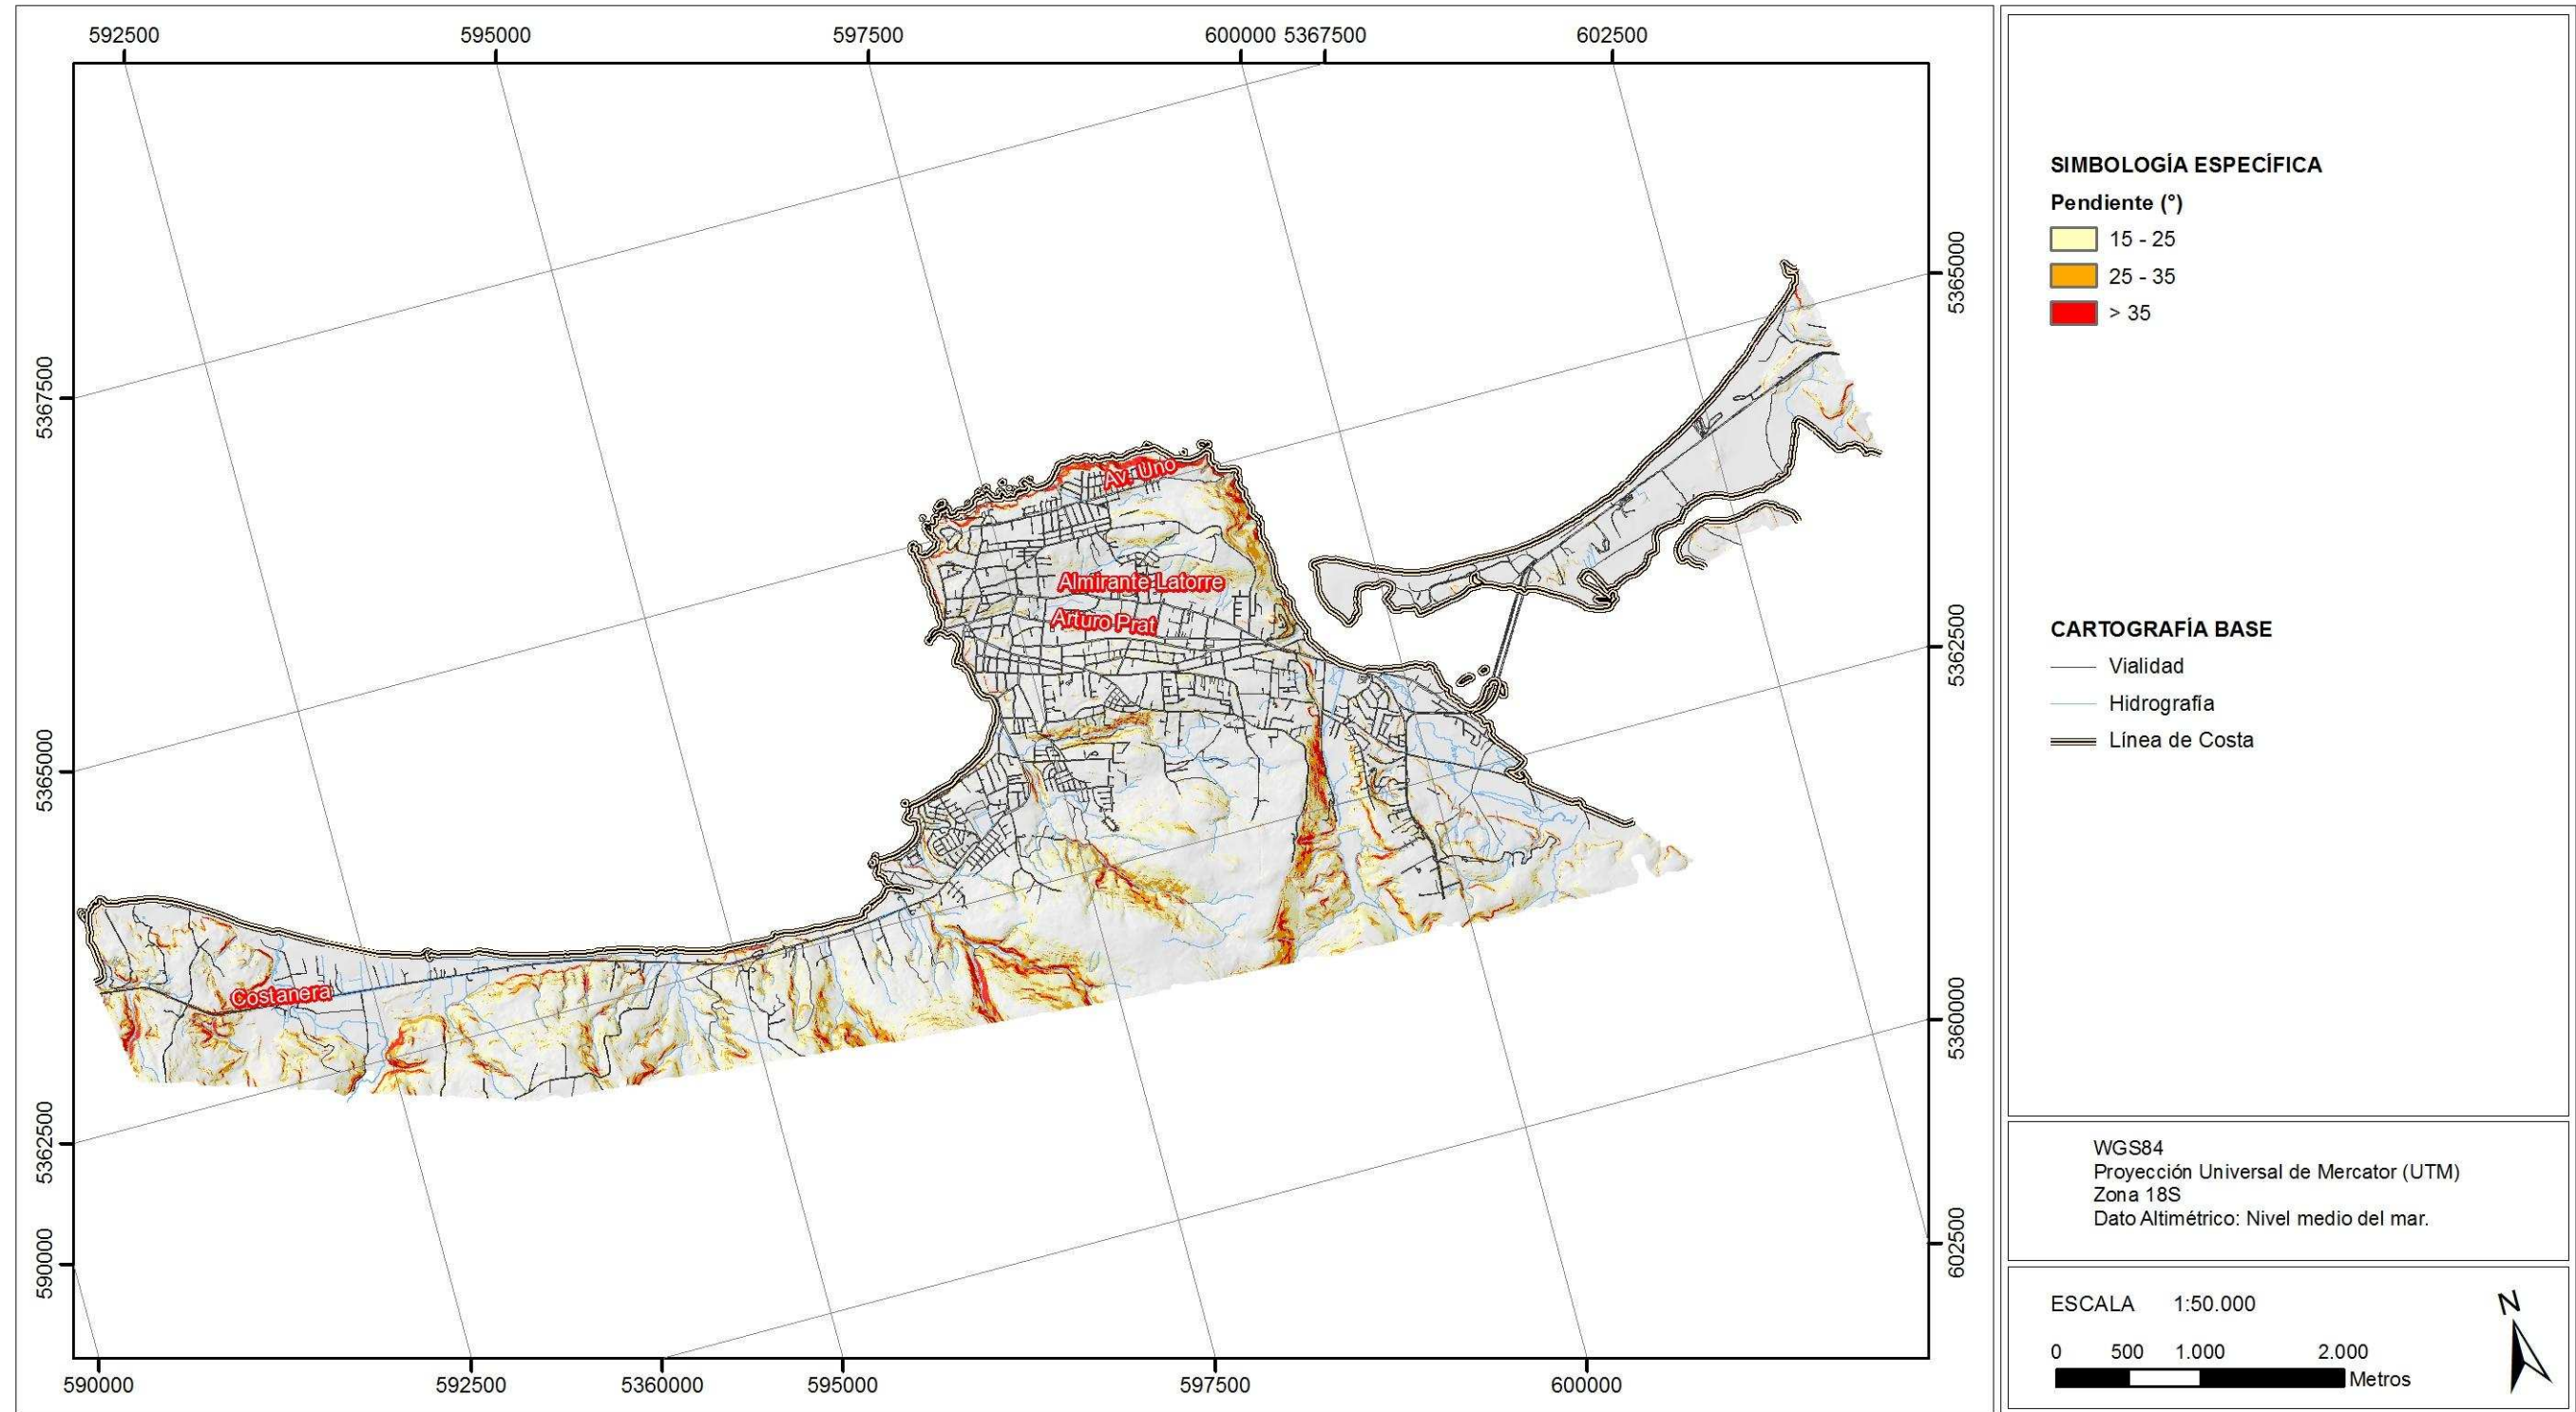 592500
595000
597500
600000
5367500
602500
5367500
5365000
5362500
590000
5365000
5362500
5360000
602500
590000
592500
5360000
595000
597500
600000
Av. Uno
Almirante Latorre
Arturo Prat
Costanera
SIMBOLOGÍA ESPECÍFICA
Pendiente (°)
15 - 25
25 - 35
> 35
CARTOGRAFÍA BASE
Vialidad
Hidrografía
Línea de Costa
WGS84
Proyección Universal de Mercator (UTM)
Zona 18S
Dato Altimétrico: Nivel medio del mar.
ESCALA 1:50.000
N
0 500 1.000 2.000
Metros